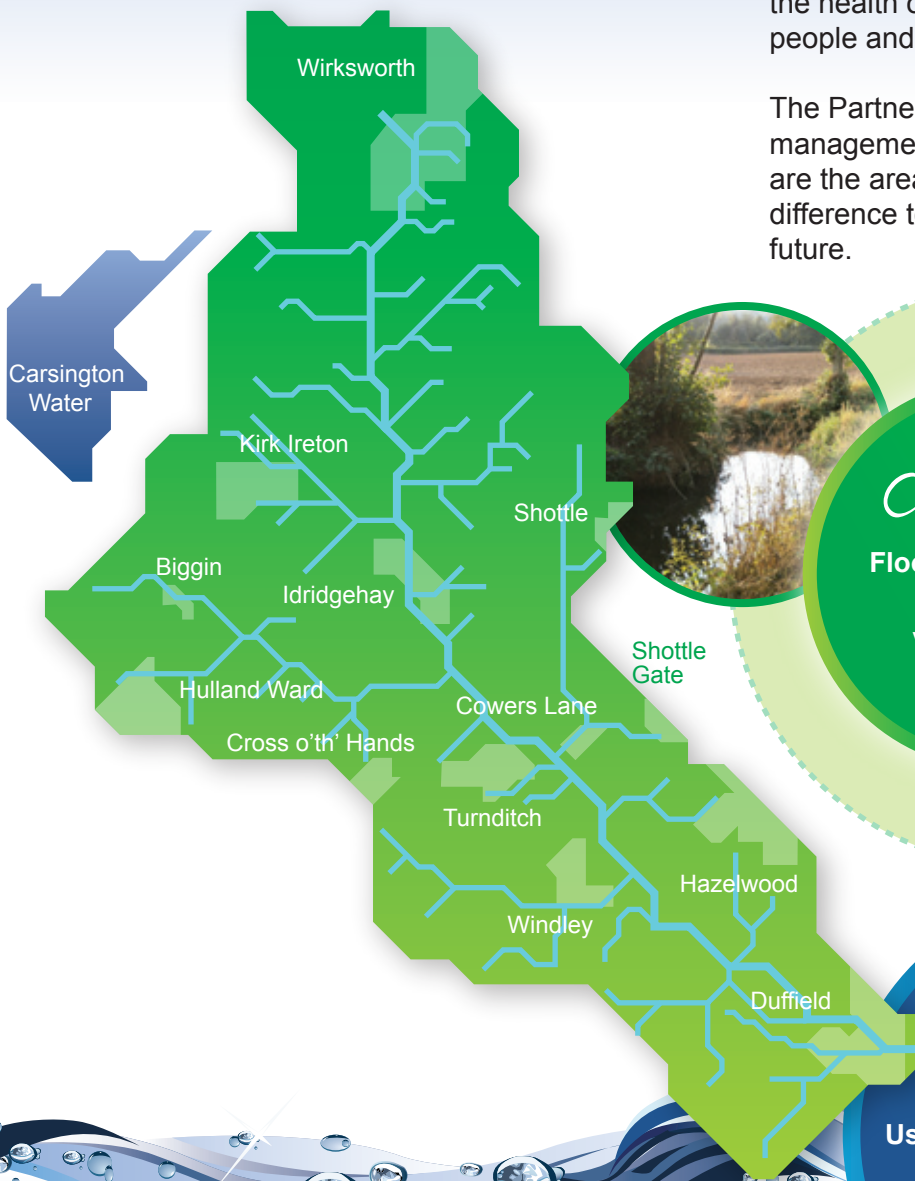 the health o
people and
The Partne
manageme
are the area
difference t
future.
Wirksworth
Carsington
Water
Kirk Ireton
Shottle
Biggin
Idridgehay
Shottle
Gate
Hulland Ward
Cowers Lane
Cross o'th' Hands
Turnditch
Hazelwood
Windley
Duffield
Floo
Us